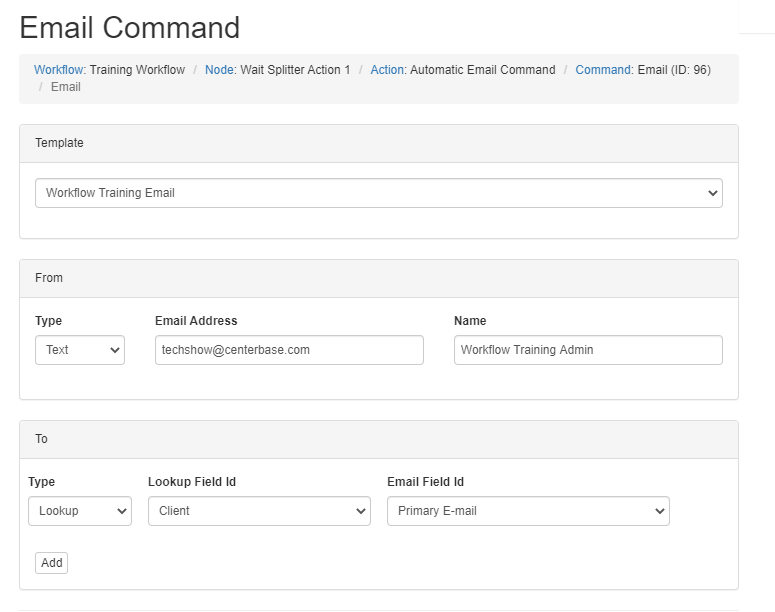 Email Command
Workflow: Training Workflow / Node: Wait Splitter Action 1 / Action: Automatic Email Command / Command: Email (ID: 96)
/ Email
Template
Workflow Training Email
From
Type Email Address Name
Text techshow@centerbase.com Workflow Training Admin
To
Type Lookup Field Id Email Field Id
Lookup Client Primary E-mail
Add